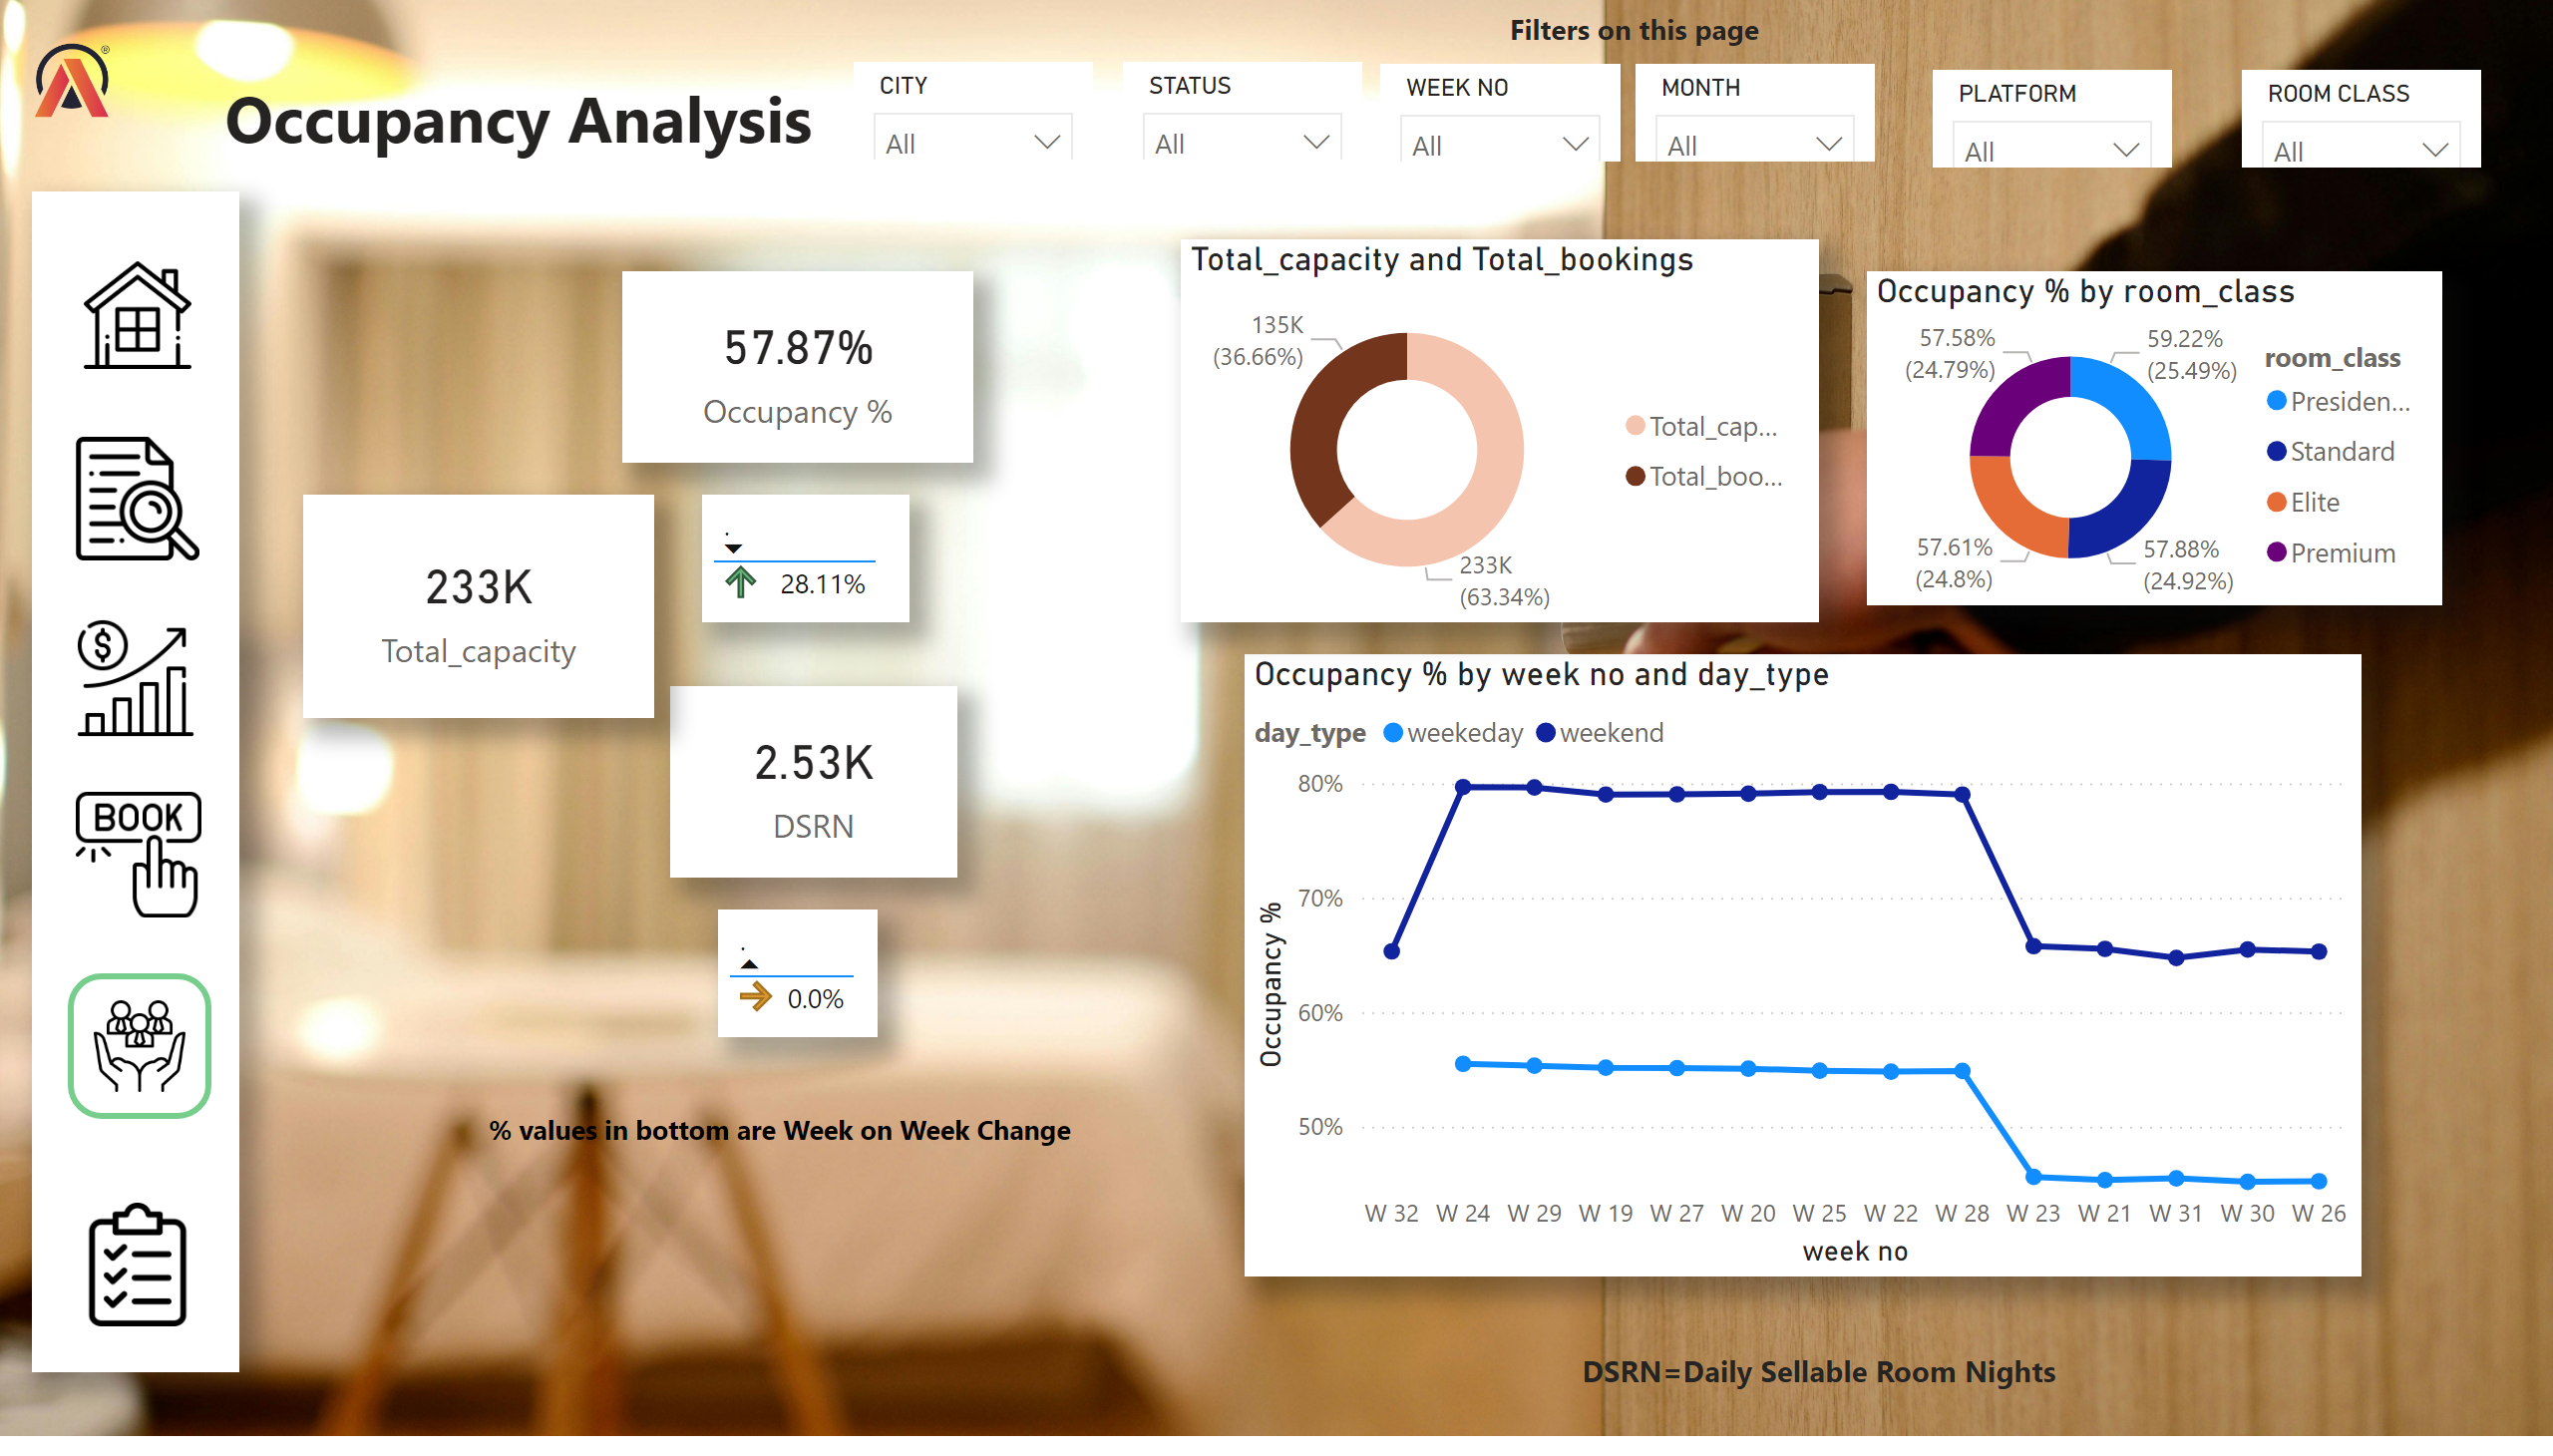 Filters on this page
®
Occupancy Analysis
CITY
All
STATUS
All
WEEK NO
All
MONTH
All
PLATFORM
All
ROOM CLASS
All
57.87%
Occupancy %
28.11%
233K
Total_capacity
2.53K
DSRN
0.0%
% values in bottom are Week on Week Change
BOOK
$
Total_capacity and Total_bookings
135K
(36.66%)
233K
(63.34%)
Total_cap...
Total_boo...
Occupancy % by room_class
57.58%
(24.79%)
59.22%
(25.49%)
57.61%
(24.8%)
57.88%
(24.92%)
room_class
Presiden...
Standard
Elite
Premium
Occupancy % by week no and day_type
day_type weekeday weekend
80%
70%
60%
50%
Occupancy %
W 32 W 24 W 29 W 19 W 27 W 20 W 25 W 22 W 28 W 23 W 21 W 31 W 30 W 26
week no
DSRN=Daily Sellable Room Nights